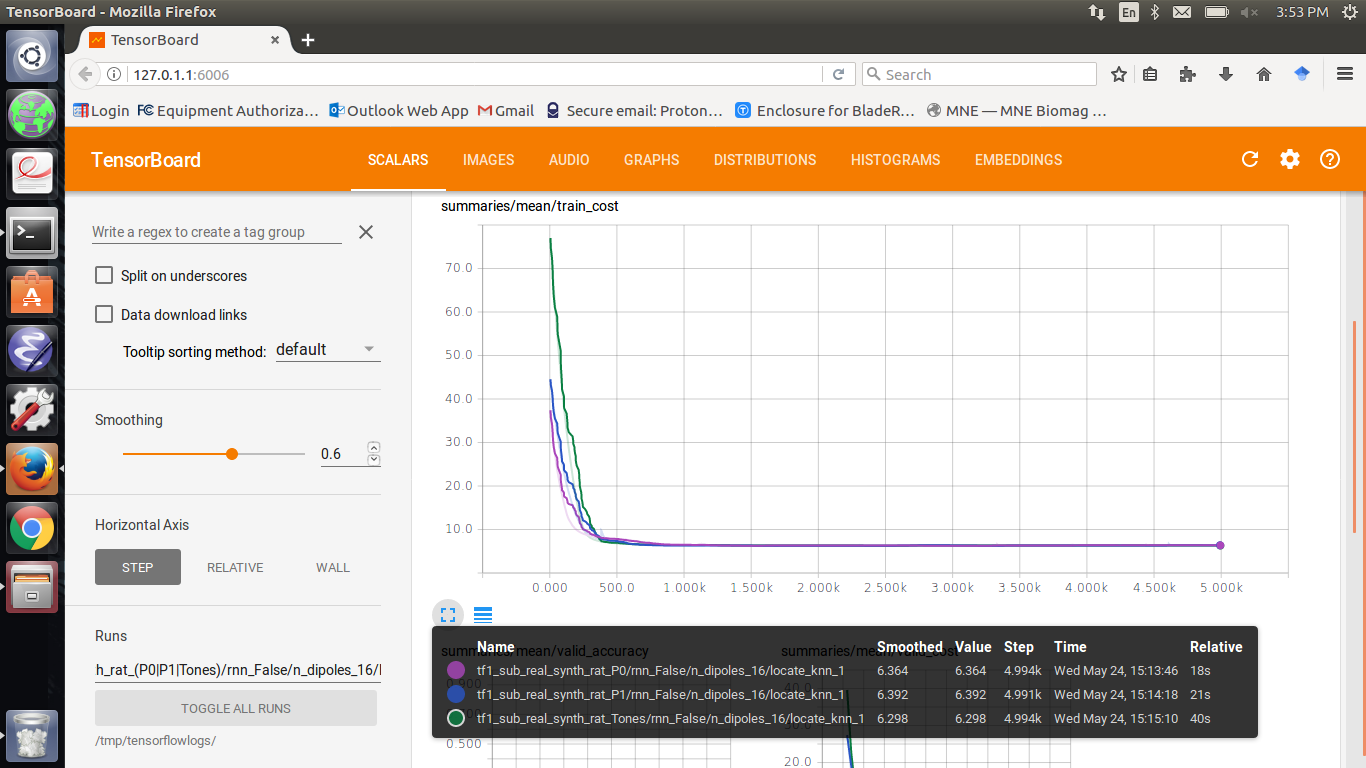 TensorBoard - Mozilla Firefox En 3:53 PM
TensorBoard
127.0.1.1:6006 Search
Login FC Equipment Authoriza... Outlook Web App Gmail Secure email: Proton... Enclosure for BladeR... MNE — MNE Biomag ...
TensorBoard SCALARS IMAGES AUDIO GRAPHS DISTRIBUTIONS HISTOGRAMS EMBEDDINGS
Write a regex to create a tag group
Split on underscores
Data download links
Tooltip sorting method: default
Smoothing
0.6
Horizontal Axis
STEP RELATIVE WALL
Runs
h_rat_(P0|P1|Tones)/rnn_False/n_dipoles_16/
TOGGLE ALL RUNS
/tmp/tensorflowlogs/
summaries/mean/train_cost
70.0
60.0
50.0
40.0
30.0
20.0
10.0
0.000 500.0 1.000k 1.500k 2.000k 2.500k 3.000k 3.500k 4.000k 4.500k 5.000k
summaries/mean/valid_accuracy summaries/mean/valid_cost
Name Smoothed Value Step Time Relative
tf1_sub_real_synth_rat_P0/rnn_False/n_dipoles_16/locate_knn_1 6.364 6.364 4.994k Wed May 24, 15:13:46 18s
tf1_sub_real_synth_rat_P1/rnn_False/n_dipoles_16/locate_knn_1 6.392 6.392 4.991k Wed May 24, 15:14:18 21s
tf1_sub_real_synth_rat_Tones/rnn_False/n_dipoles_16/locate_knn_1 6.298 6.298 4.994k Wed May 24, 15:15:10 40s
0.500
20.0